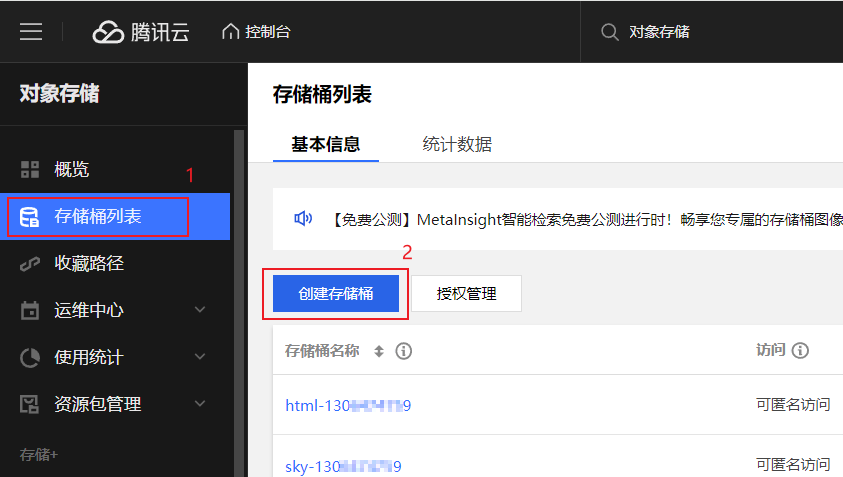 腾讯云 控制台 对象存储
对象存储
存储桶列表
基本信息 统计数据
概览
1
存储桶列表
【免费公测】MetaInsight智能检索免费公测进行时！畅享您专属的存储桶图像
收藏路径
2
创建存储桶 授权管理
运维中心
存储桶名称 访问
使用统计
资源包管理
html-130 9 可匿名访问
存储+
sky-130 9 可匿名访问